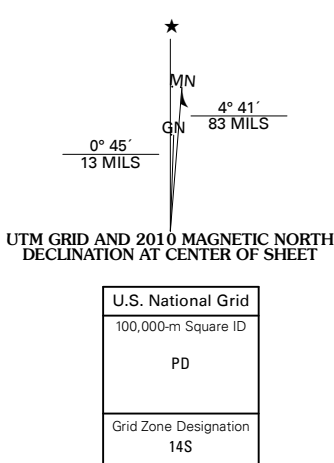 MN
4° 41´
83 MILS
GN
0° 45´
13 MILS
UTM GRID AND 2010 MAGNETIC NORTH
DECLINATION AT CENTER OF SHEET
U.S. National Grid
100,000-m Square ID
PD
Grid Zone Designation
14S